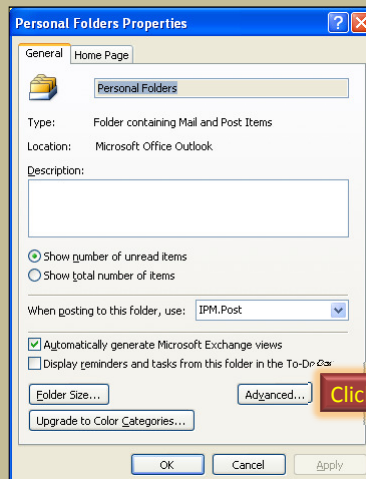 Personal Folders Properties
General Home Page
Personal Folders
Type: Folder containing Mail and Post Items
Location: Microsoft Office Outlook
Description:
Show number of unread items
Show total number of items
When posting to this folder, use: IPM.Post
Automatically generate Microsoft Exchange views
Display reminders and tasks from this folder in the To-Do
Folder Size... Advanced... Clic
Upgrade to Color Categories...
OK Cancel Apply